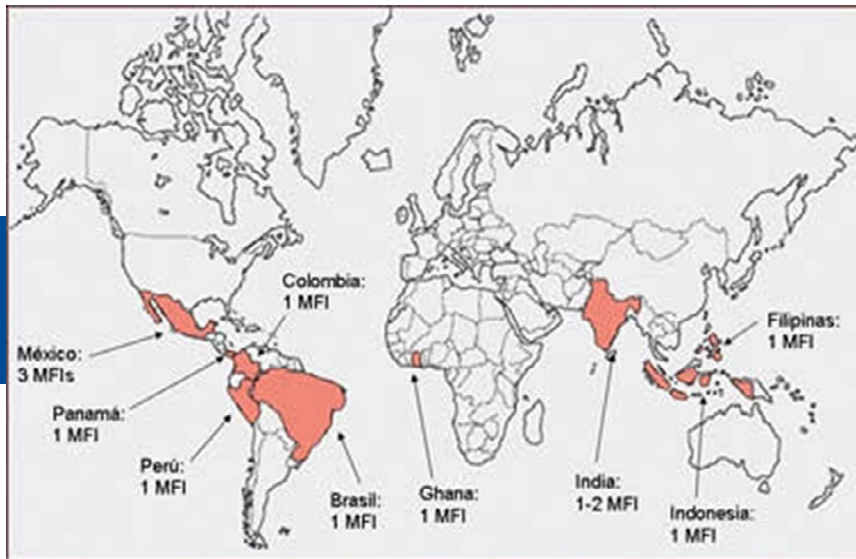 Colombia:
1 MFI
México:
3 MFIs
Panamá:
1 MFI
Perú:
1 MFI
Brasil:
1 MFI
Ghana:
1 MFI
India:
1-2 MFI
Filipinas:
1 MFI
Indonesia:
1 MFI